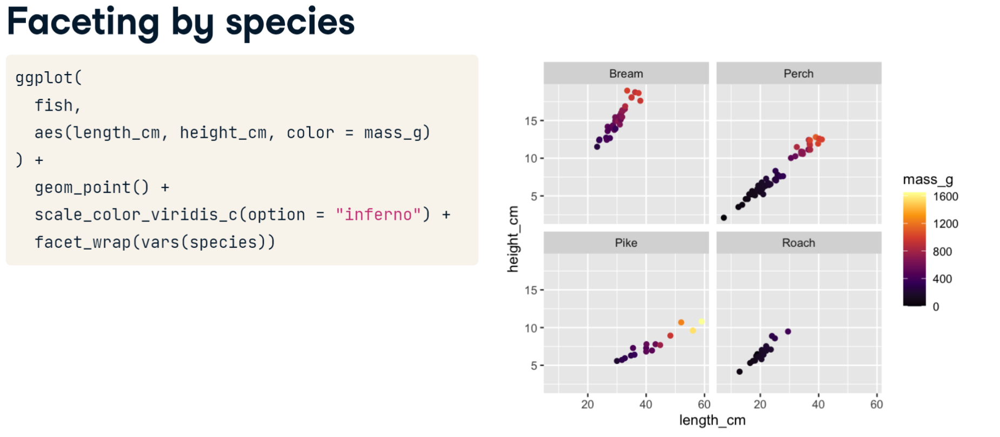 Faceting by species
ggplot(
  fish,
  aes(length_cm, height_cm, color = mass_g)
) +
  geom_point() +
  scale_color_viridis_c(option = "inferno") +
  facet_wrap(vars(species))
Bream
Perch
15
10
5
height_cm
Pike
Roach
15
10
5
20
40
60
20
40
60
length_cm
mass_g
1600
1200
800
400
0